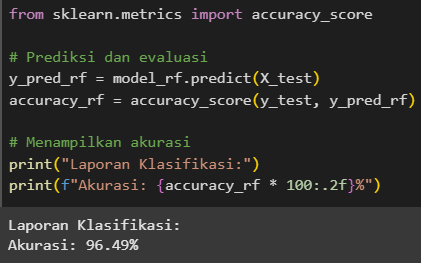 from sklearn.metrics import accuracy_score
# Prediksi dan evaluasi
y_pred_rf = model_rf.predict(X_test)
accuracy_rf = accuracy_score(y_test, y_pred_rf)
# Menampilkan akurasi
print("Laporan Klasifikasi:")
print(f"Akurasi: {accuracy_rf * 100:.2f}%")
Laporan Klasifikasi:
Akurasi: 96.49%